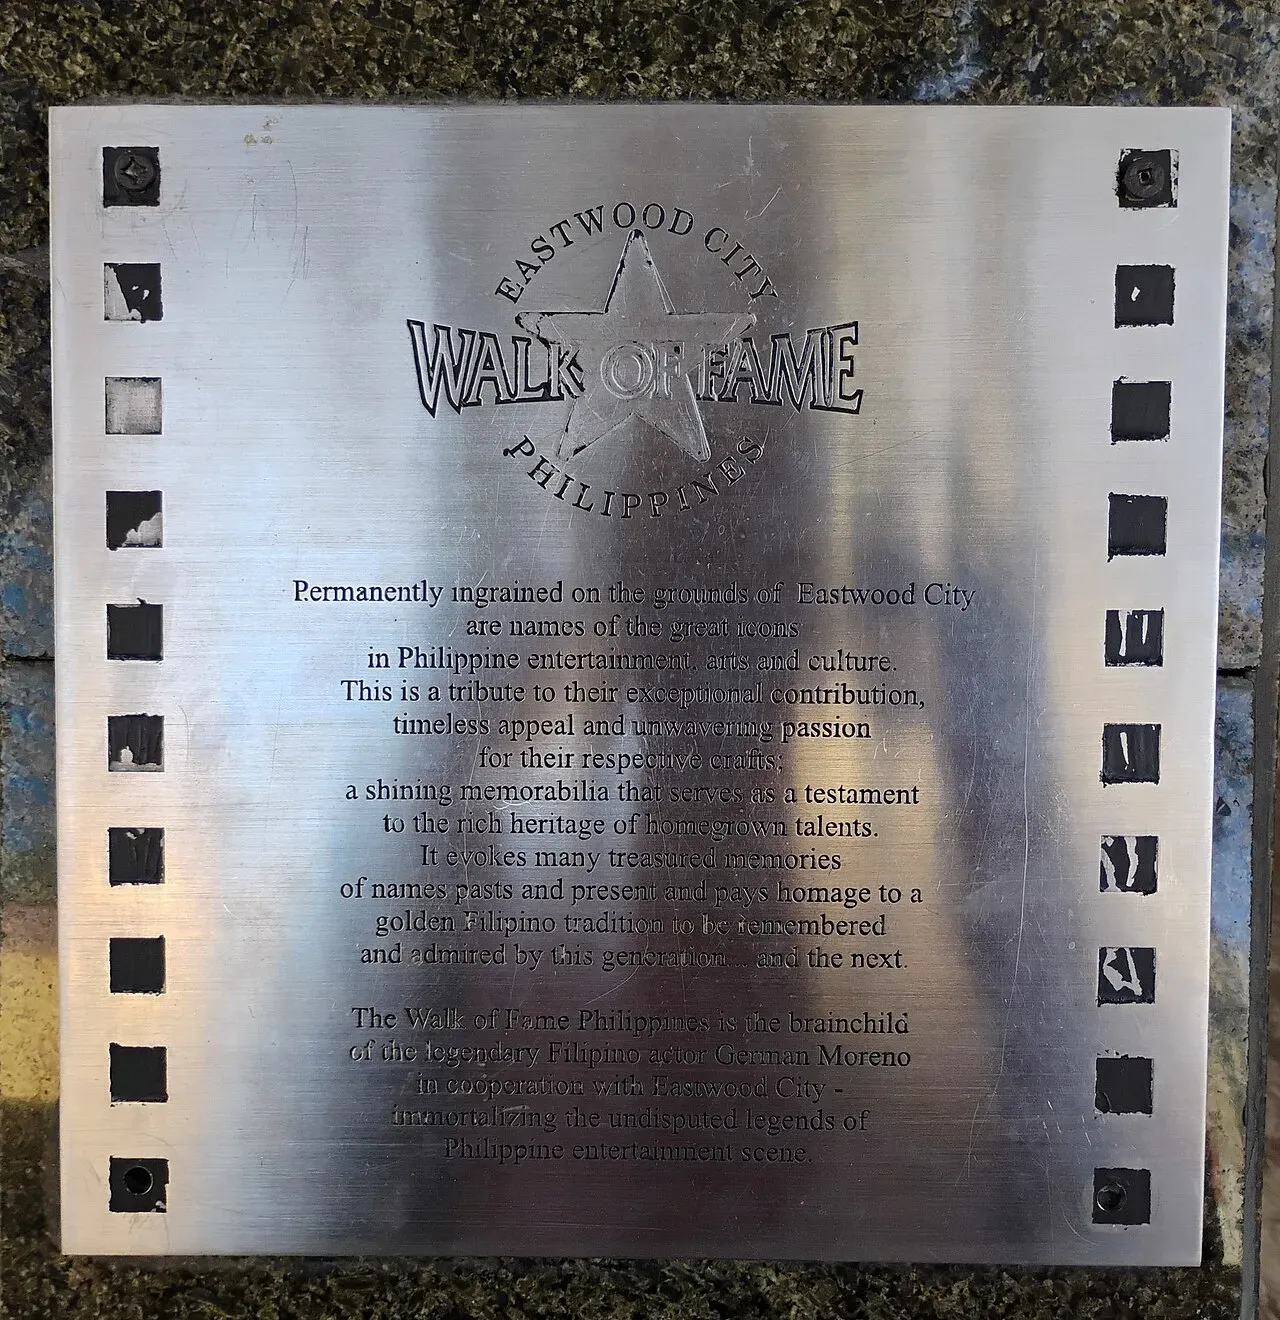 EASTWOOD CITY
WALK OF FAME
PHILIPPINES
Permanently ingrained on the grounds of Eastwood City
are names of the great icons
in Philippine entertainment, arts and culture.
This is a tribute to their exceptional contribution,
timeless appeal and unwavering passion
for their respective crafts;
a shining memorabilia that serves as a testament
to the rich heritage of homegrown talents.
It evokes many treasured memories
of names pasts and present and pays homage to a
golden Filipino tradition to be remembered
and admired by this generation... and the next.
The Walk of Fame Philippines is the brainchild
of the legendary Filipino actor German Moreno
in cooperation with Eastwood City -
immortalizing the undisputed legends of
Philippine entertainment scene.